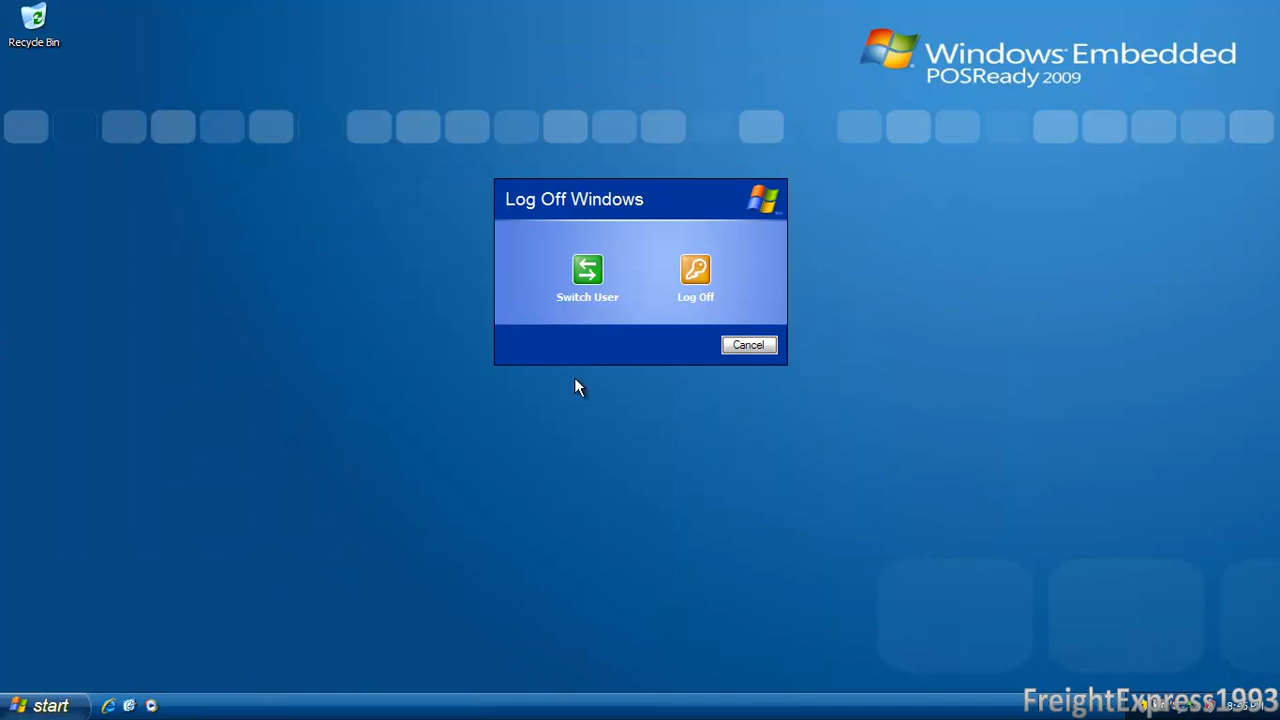 Recycle Bin
Windows Embedded
POSReady 2009
Log Off Windows
Switch User
Log Off
Cancel
start
FreightExpress1993